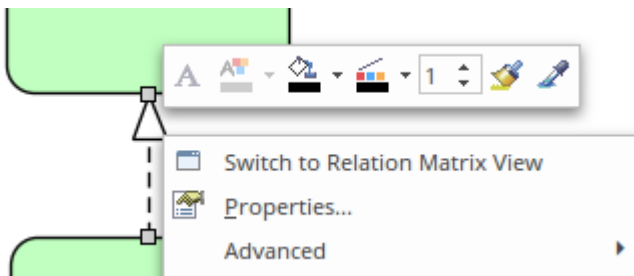 A A
1
Switch to Relation Matrix View
Properties...
Advanced